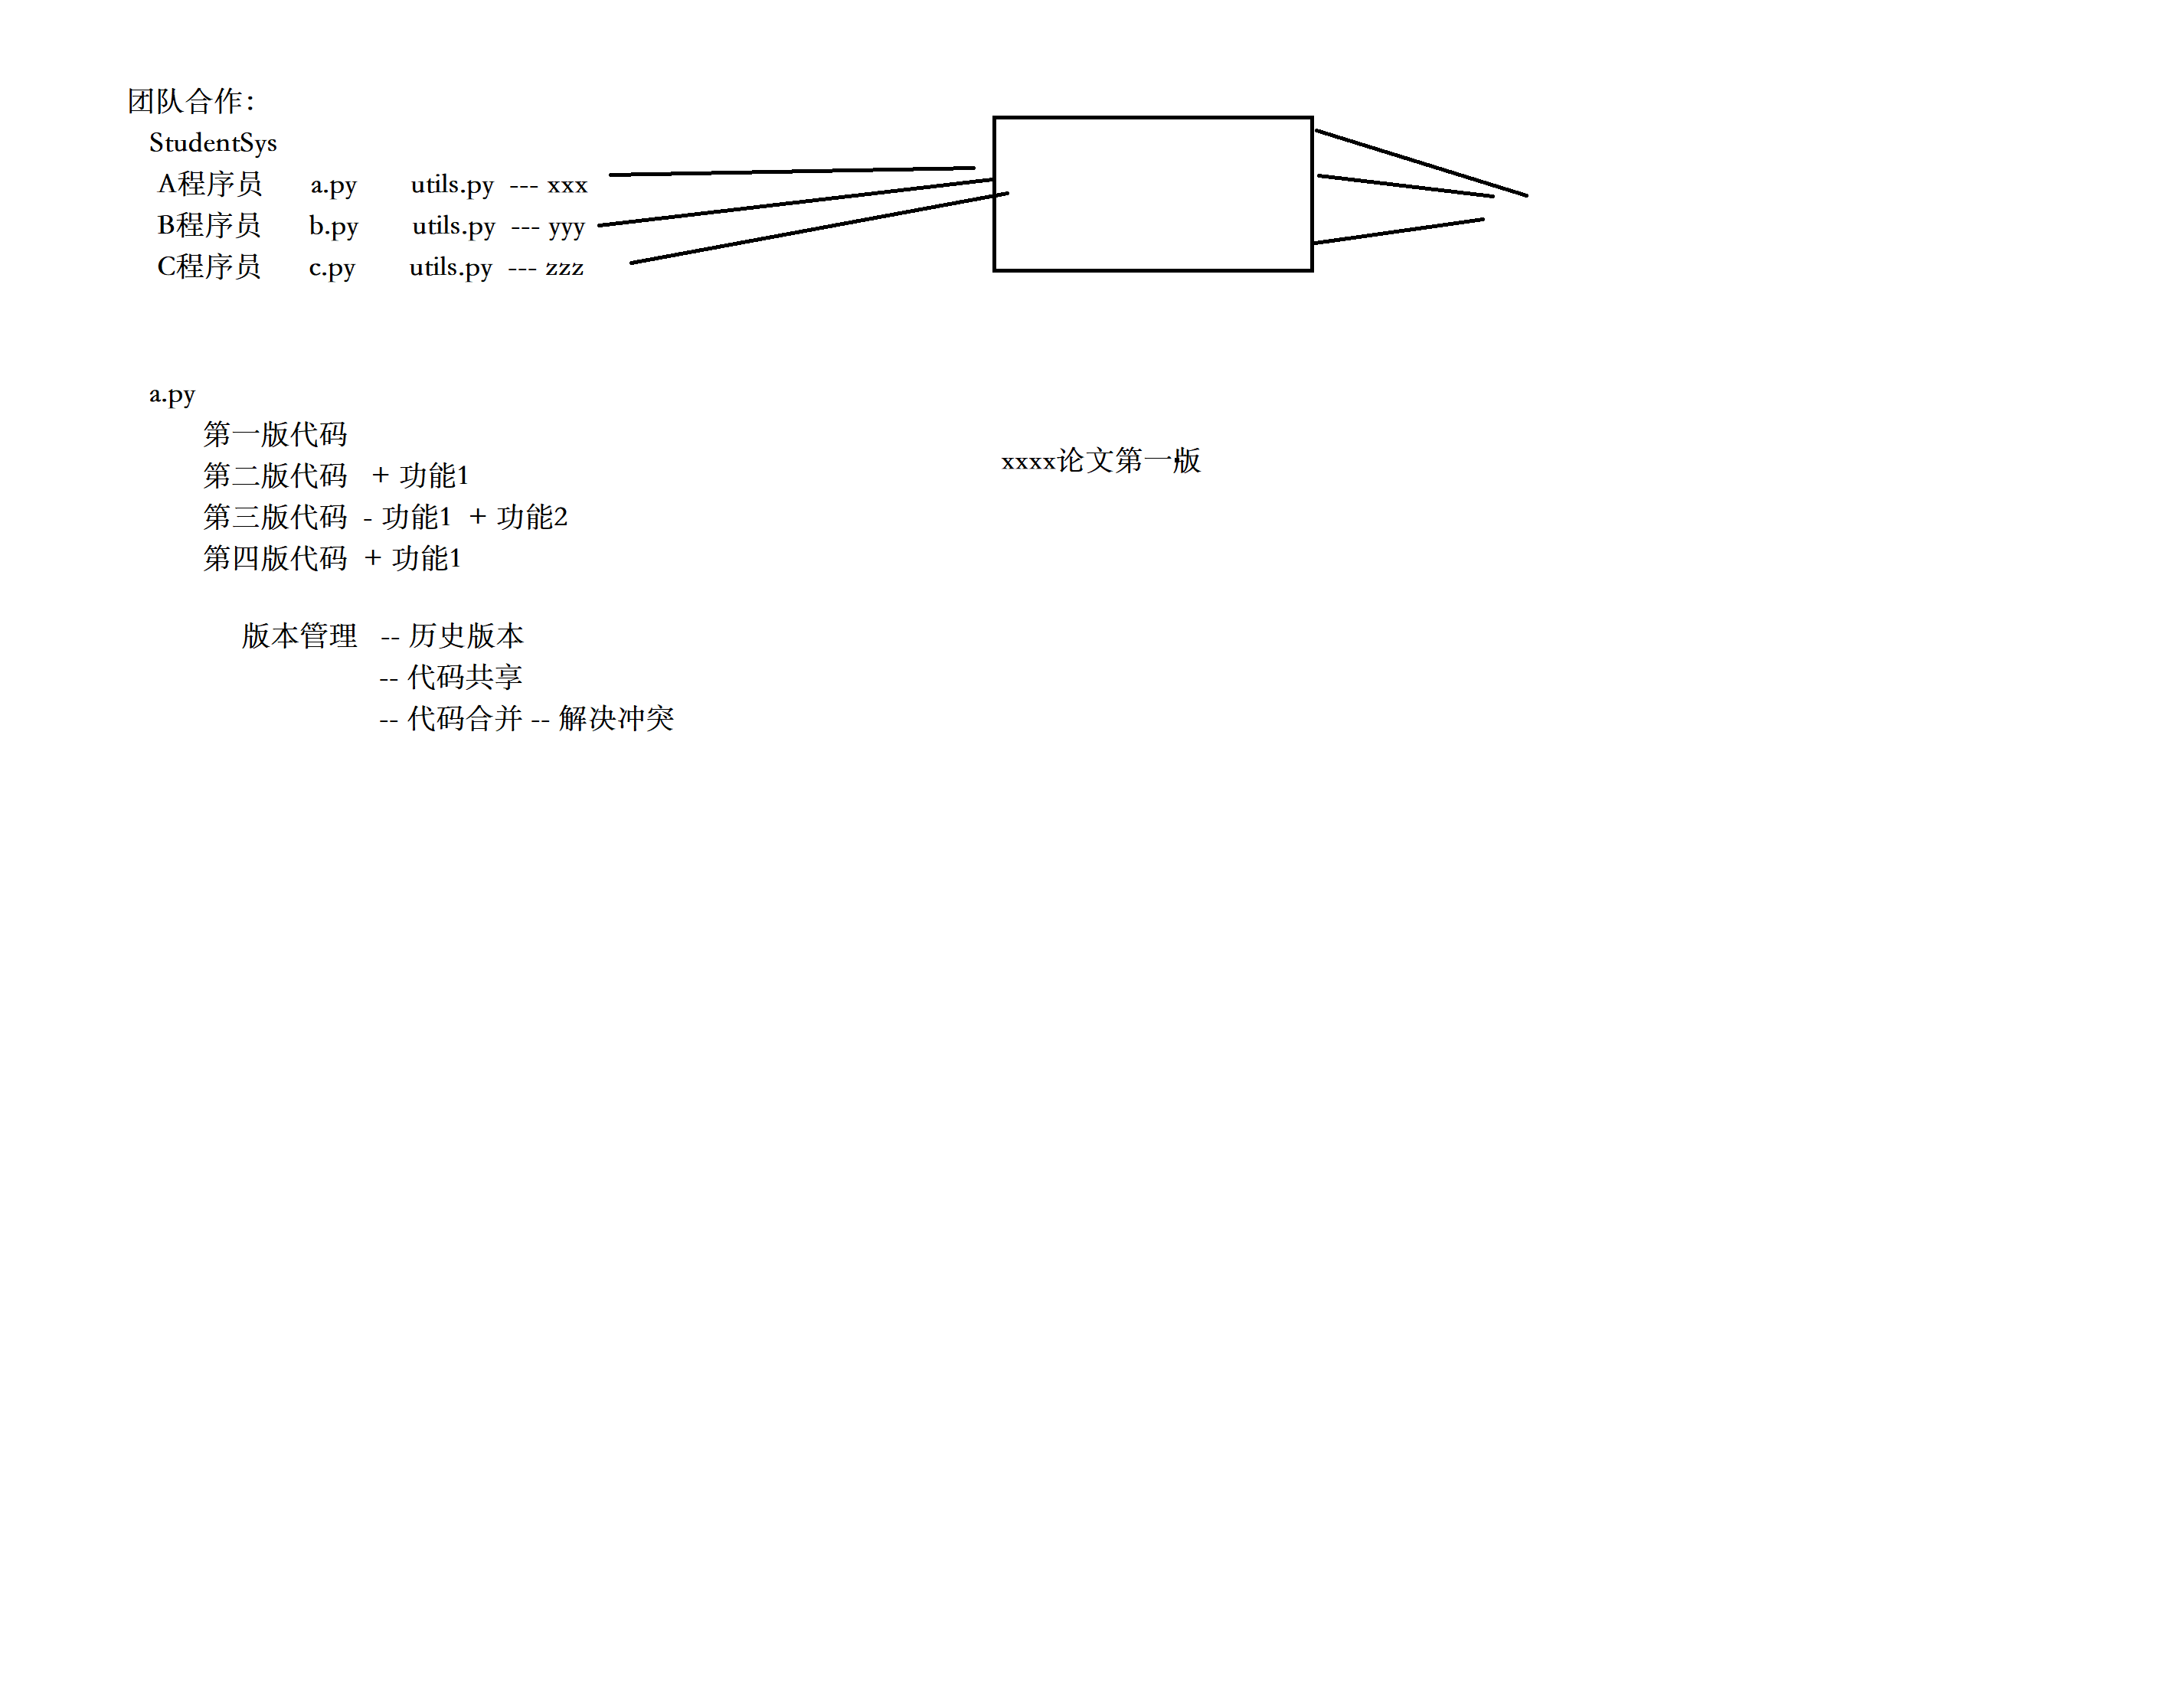 团队合作：
StudentSys
A程序员 a.py utils.py --- xxx
B程序员 b.py utils.py --- yyy
C程序员 c.py utils.py --- zzz
a.py
第一版代码
第二版代码 + 功能1
第三版代码 - 功能1 + 功能2
第四版代码 + 功能1
xxxx论文第一版
版本管理 -- 历史版本
-- 代码共享
-- 代码合并 -- 解决冲突